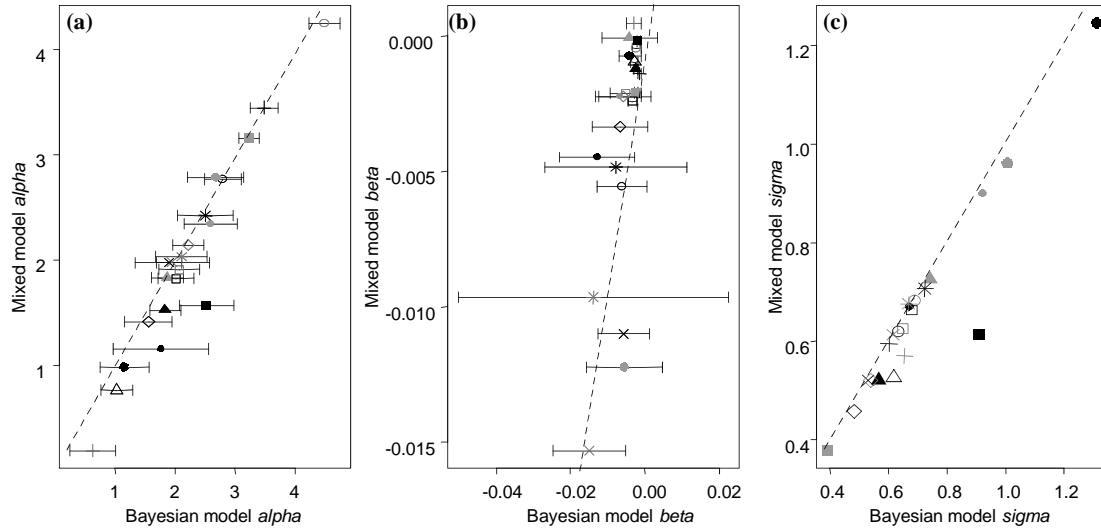 (a)
Mixed model alpha
4
3
2
1
1 2 3 4
Bayesian model alpha
(b)
Mixed model beta
0.000
-0.005
-0.010
-0.015
-0.04 -0.02 0.00 0.02
Bayesian model beta
(c)
Mixed model sigma
1.2
1.0
0.8
0.6
0.4
0.4 0.6 0.8 1.0 1.2
Bayesian model sigma